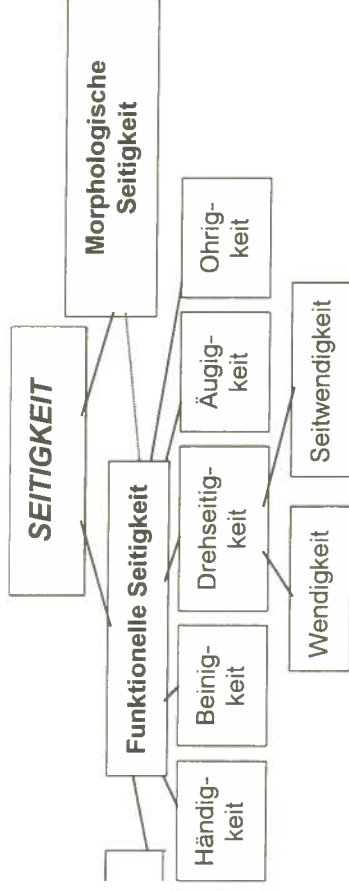 SEITIGKEIT
Morphologische
Seitigkeit
Funktionelle Seitigkeit
Händig-
keit
Beinig-
keit
Drehseitig-
keit
Äugig-
keit
Ohrig-
keit
Wendigkeit
Seitwendigkeit